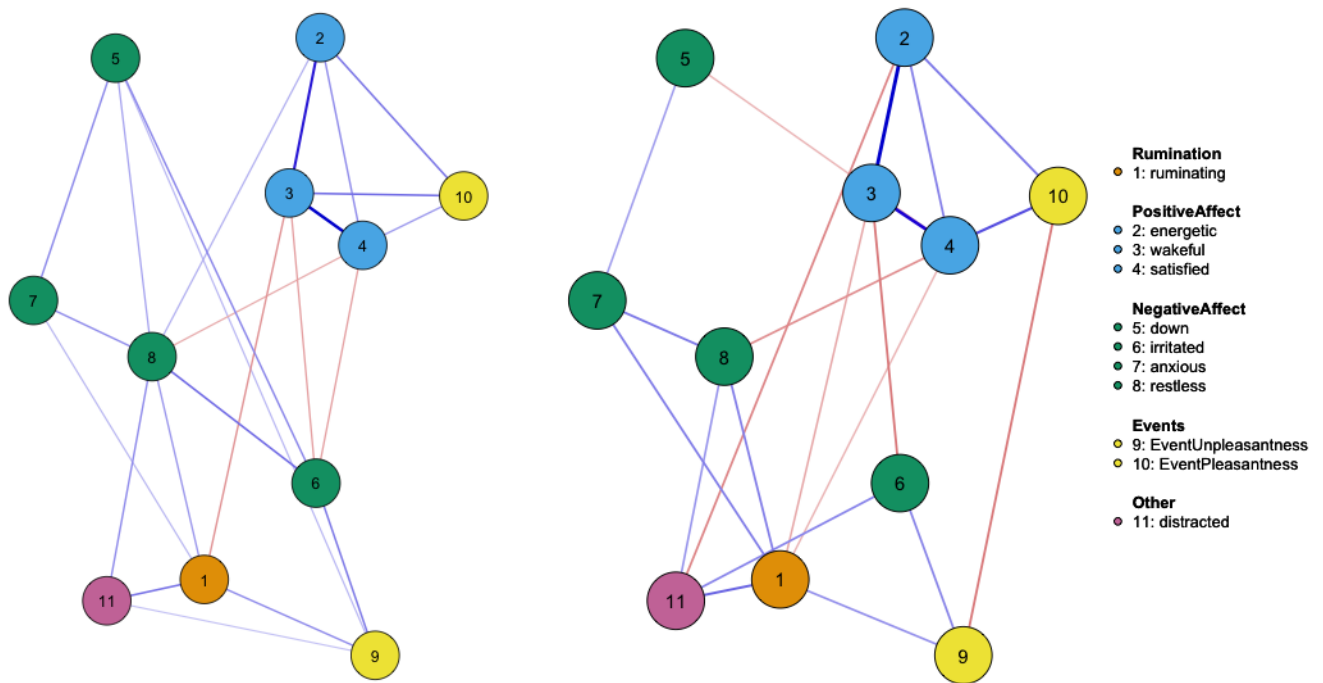 5
2
3
10
4
7
8
6
1
11
9
5
2
3
10
4
7
8
6
1
11
9
Rumination
1: ruminating
PositiveAffect
2: energetic
3: wakeful
4: satisfied
NegativeAffect
5: down
6: irritated
7: anxious
8: restless
Events
9: EventUnpleasantness
10: EventPleasantness
Other
11: distracted